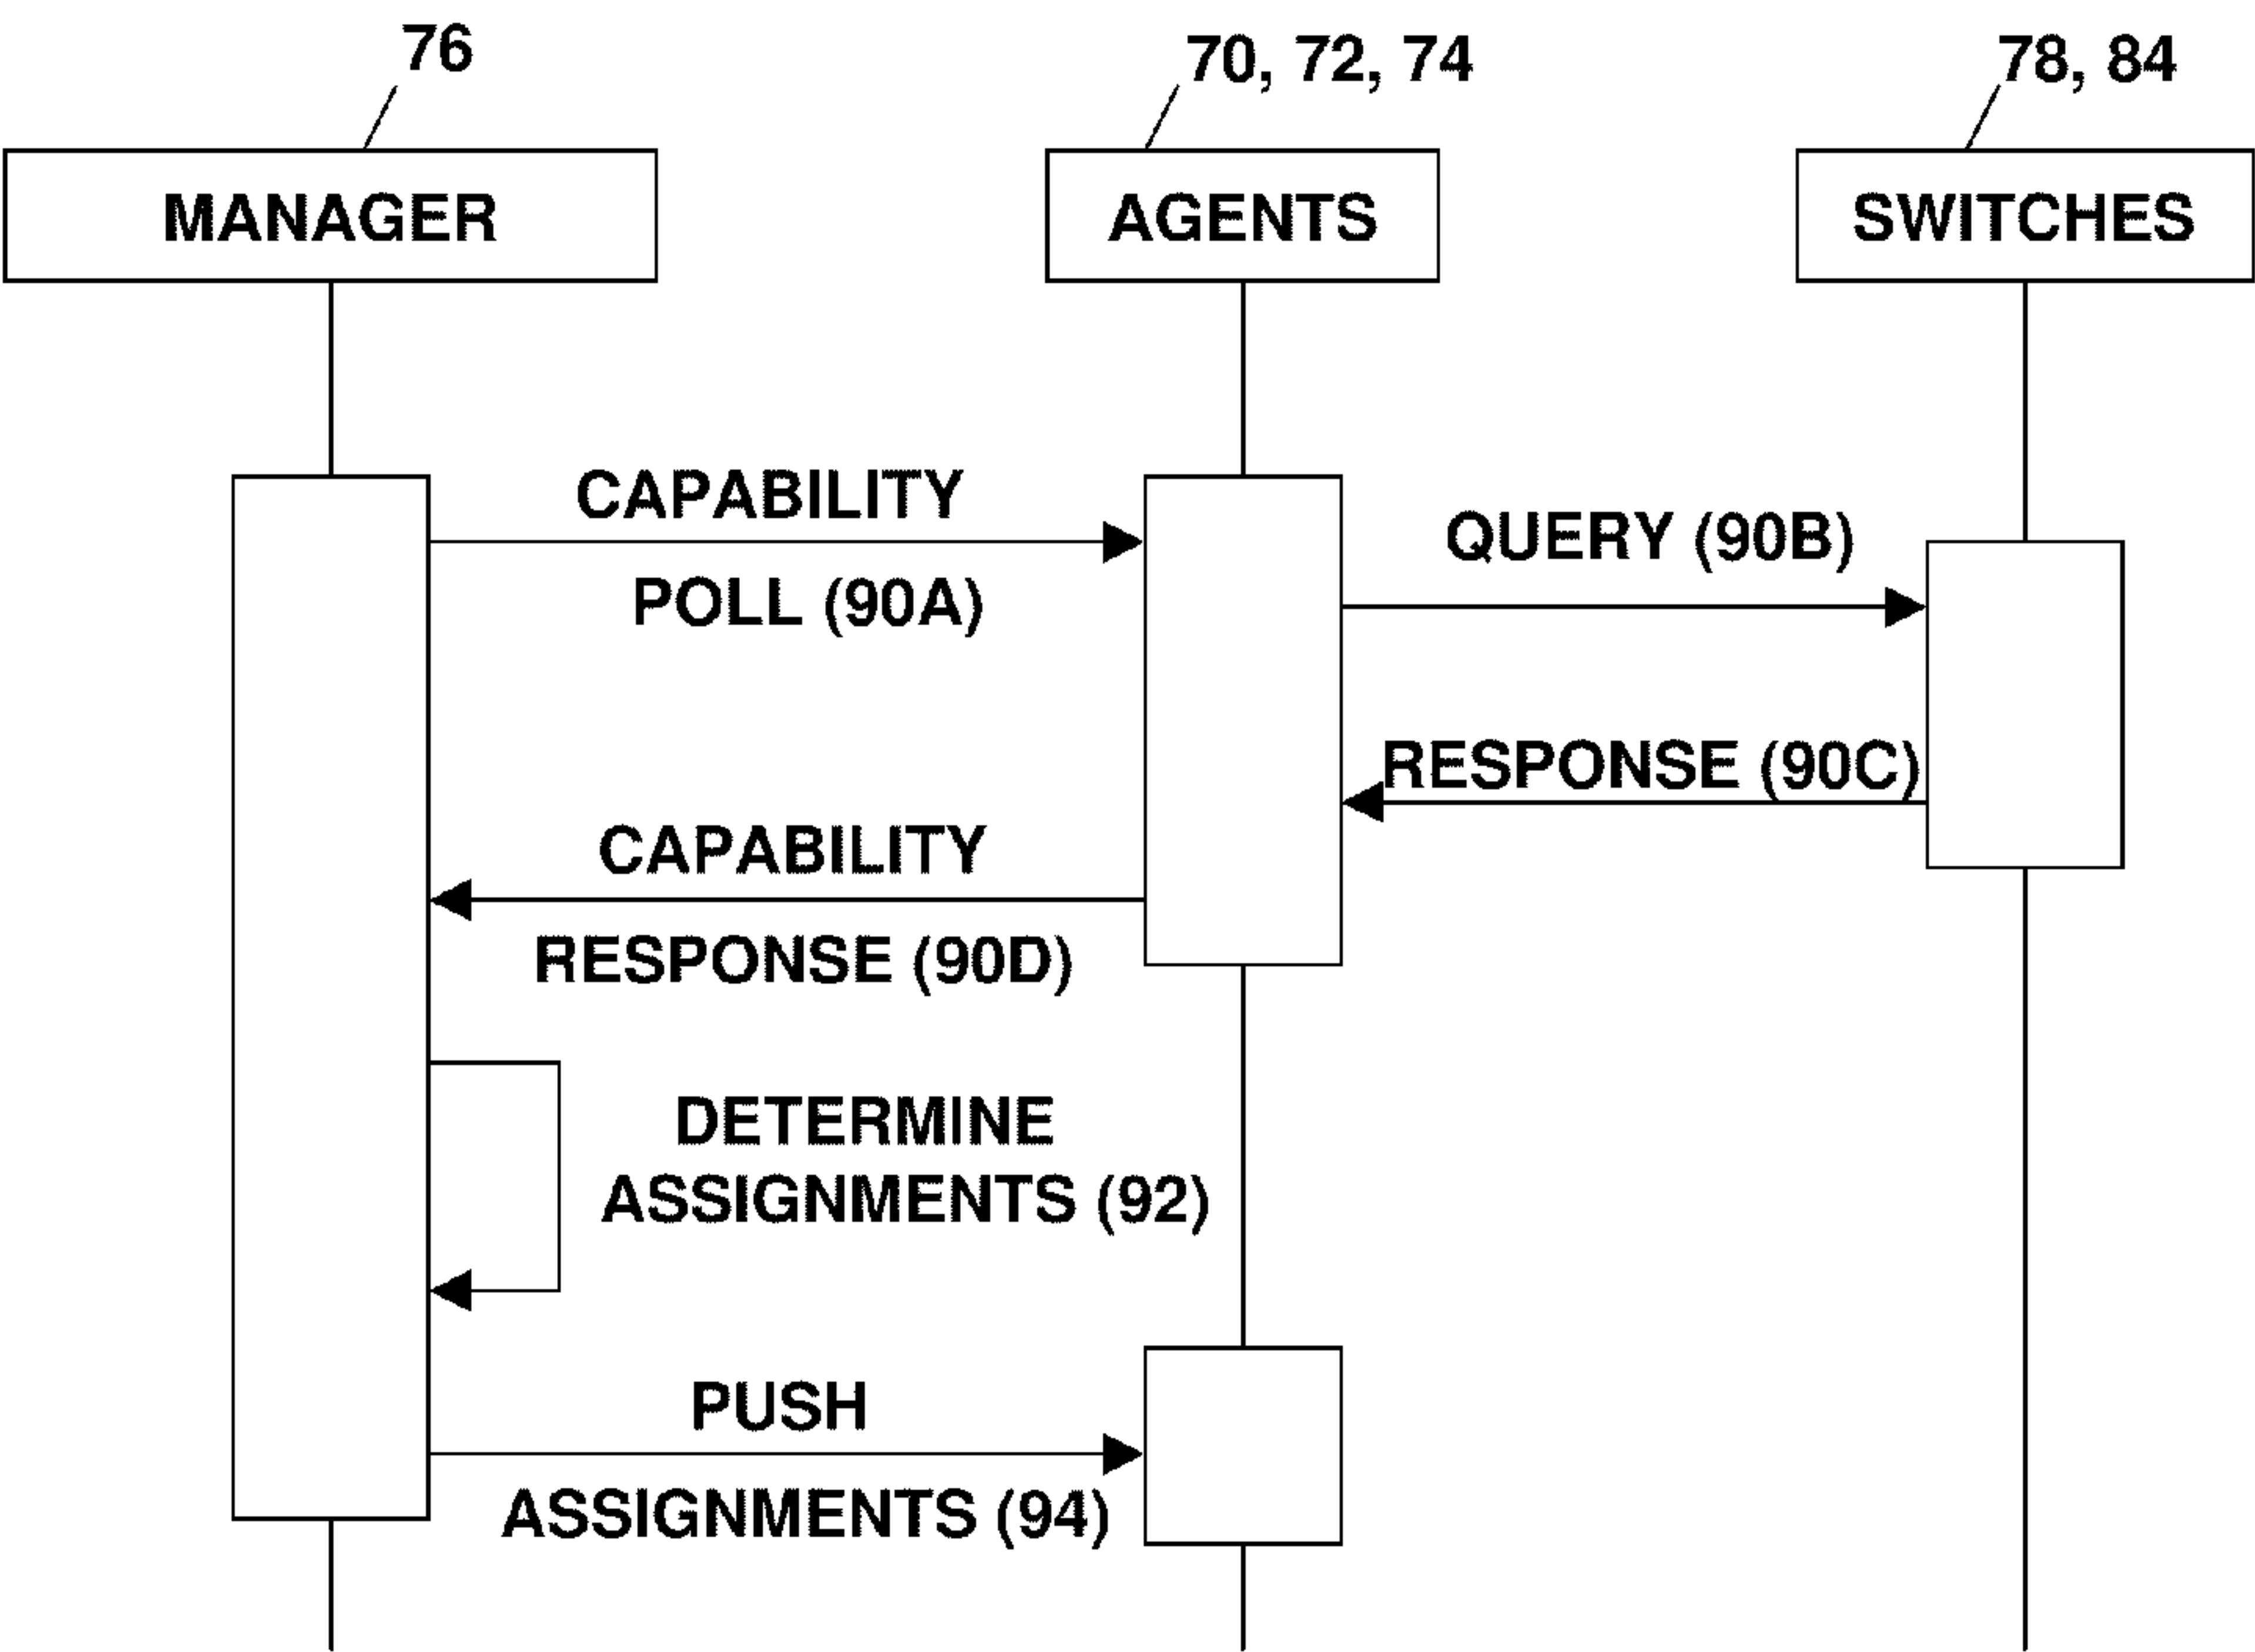 76
70, 72, 74
78, 84
MANAGER
AGENTS
SWITCHES
CAPABILITY
POLL (90A)
QUERY (90B)
RESPONSE (90C)
CAPABILITY
RESPONSE (90D)
DETERMINE
ASSIGNMENTS (92)
PUSH
ASSIGNMENTS (94)